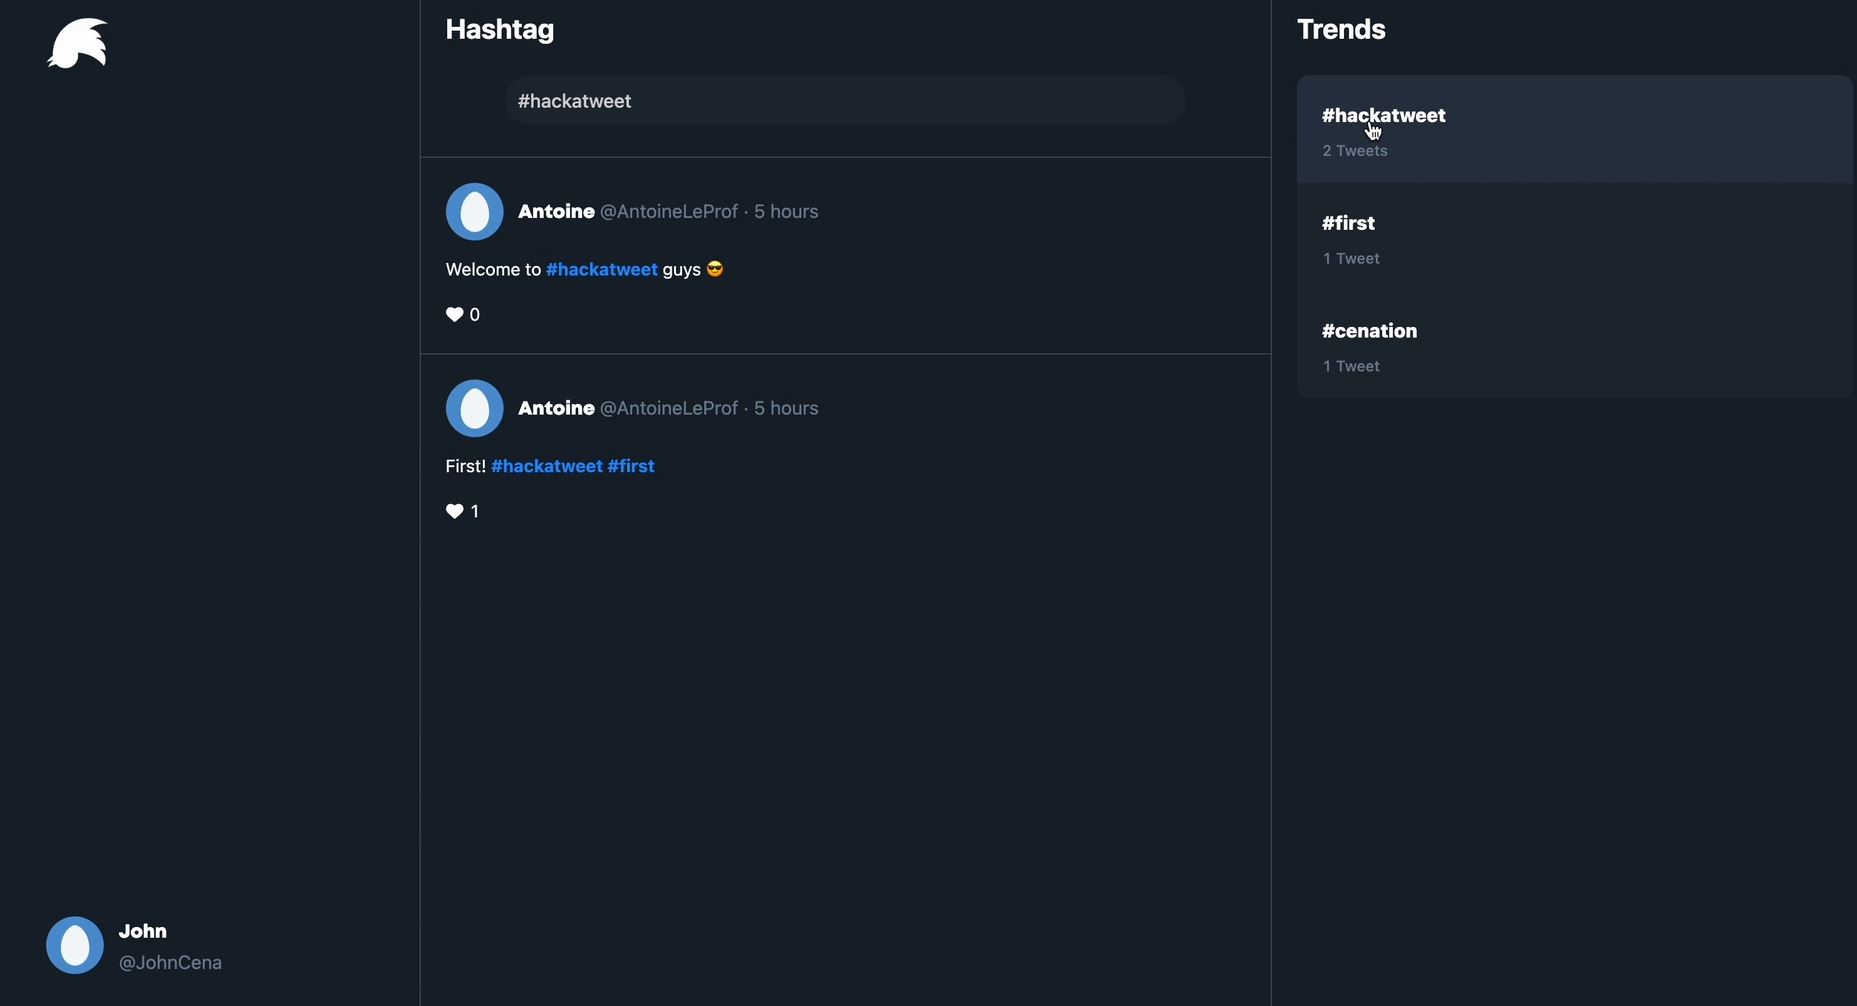 Hashtag
#hackatweet
Antoine @AntoineLeProf · 5 hours
Welcome to #hackatweet guys 😎
0
Antoine @AntoineLeProf · 5 hours
First! #hackatweet #first
1
Trends
#hackatweet
2 Tweets
#first
1 Tweet
#cenation
1 Tweet
John
@JohnCena